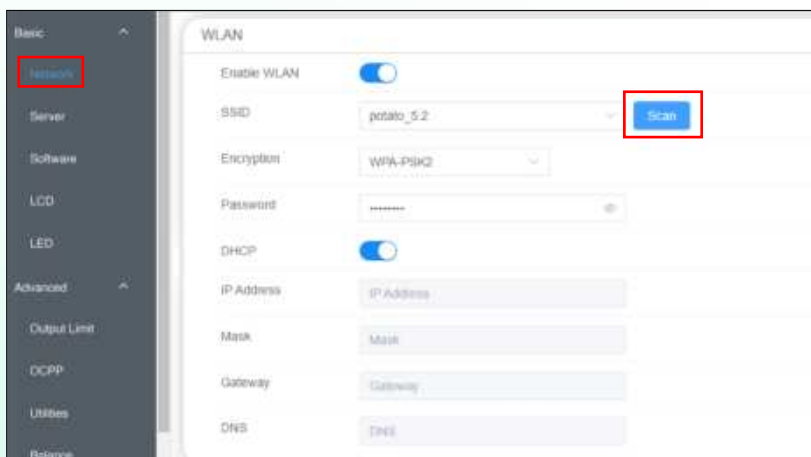 Basic
WLAN
Network
Enable WLAN
Server
SSID
potato_5.2
Scan
Software
Encryption
WPA-PSK2
LCD
Password
••••••••
LED
DHCP
Advanced
IP Address
IP Address
Output Limit
Mask
Mask
OCPP
Gateway
Gateway
Utilities
DNS
DNS
Balance